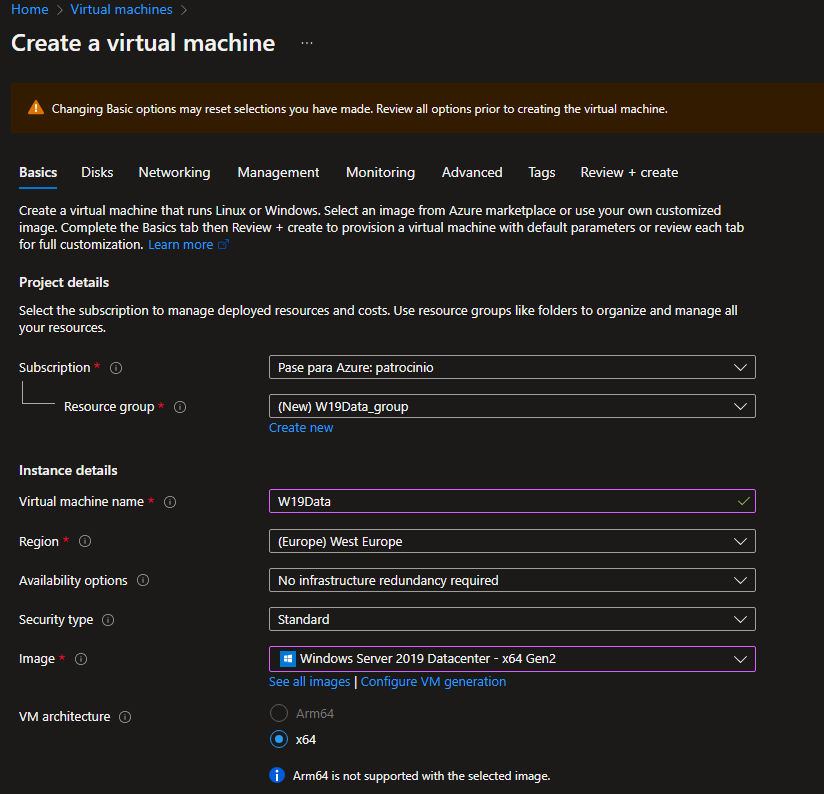 Home > Virtual machines >
Create a virtual machine ...
Changing Basic options may reset selections you have made. Review all options prior to creating the virtual machine.
Basics Disks Networking Management Monitoring Advanced Tags Review + create
Create a virtual machine that runs Linux or Windows. Select an image from Azure marketplace or use your own customized
image. Complete the Basics tab then Review + create to provision a virtual machine with default parameters or review each tab
for full customization. Learn more
Project details
Select the subscription to manage deployed resources and costs. Use resource groups like folders to organize and manage all
your resources.
Subscription * Pase para Azure: patrocinio
Resource group * (New) W19Data_group
Create new
Instance details
Virtual machine name * W19Data
Region * (Europe) West Europe
Availability options No infrastructure redundancy required
Security type Standard
Image * Windows Server 2019 Datacenter - x64 Gen2
See all images | Configure VM generation
VM architecture Arm64
x64
Arm64 is not supported with the selected image.